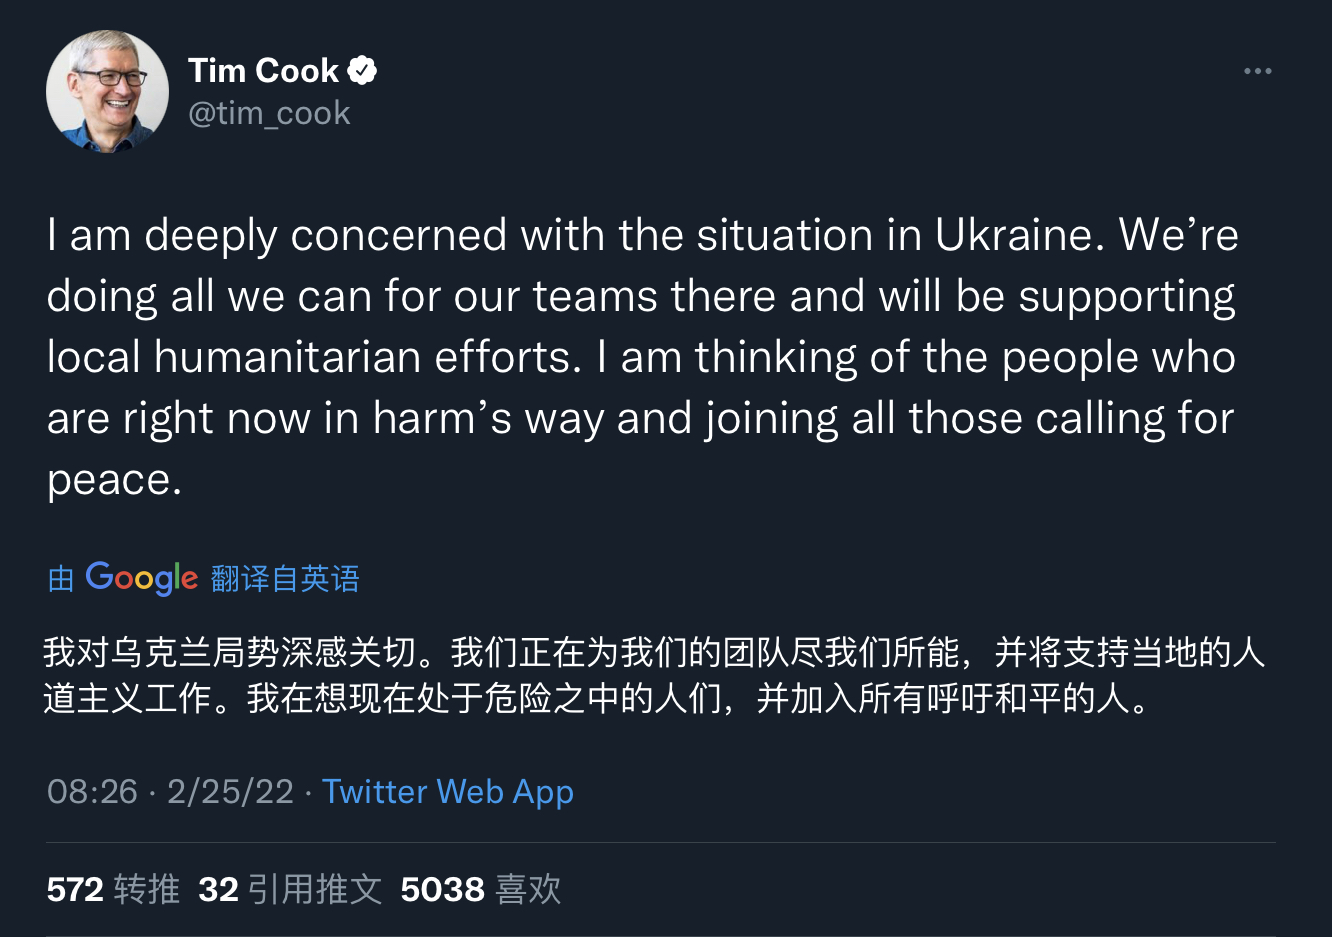 Tim Cook
@tim_cook
I am deeply concerned with the situation in Ukraine. We’re
doing all we can for our teams there and will be supporting
local humanitarian efforts. I am thinking of the people who
are right now in harm’s way and joining all those calling for
peace.
由 Google 翻译自英语
我对乌克兰局势深感关切。我们正在为我们的团队尽我们所能，并将支持当地的人
道主义工作。我在想现在处于危险之中的人们，并加入所有呼吁和平的人。
08:26 · 2/25/22 · Twitter Web App
572 转推 32 引用推文 5038 喜欢